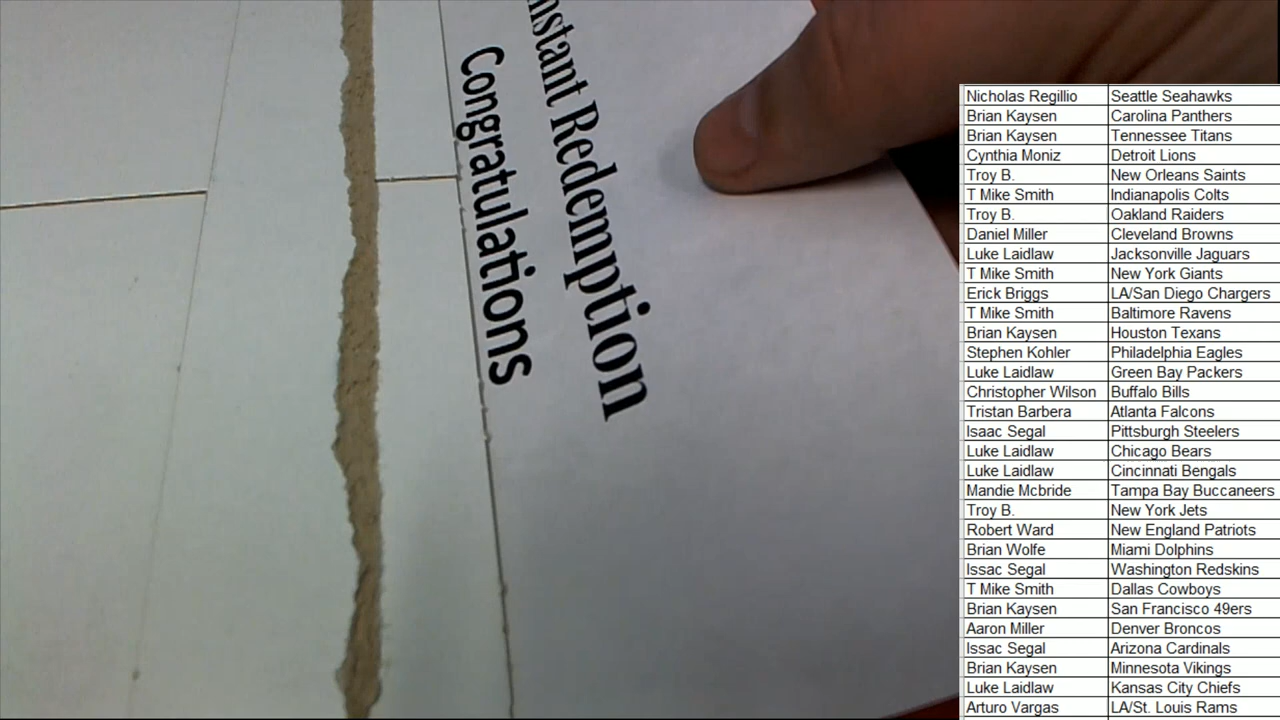 nstant Redemption
Congratulations
Nicholas Regillio Seattle Seahawks
Brian Kaysen Carolina Panthers
Brian Kaysen Tennessee Titans
Cynthia Moniz Detroit Lions
Troy B. New Orleans Saints
T Mike Smith Indianapolis Colts
Troy B. Oakland Raiders
Daniel Miller Cleveland Browns
Luke Laidlaw Jacksonville Jaguars
T Mike Smith New York Giants
Erick Briggs LA/San Diego Chargers
T Mike Smith Baltimore Ravens
Brian Kaysen Houston Texans
Stephen Kohler Philadelphia Eagles
Luke Laidlaw Green Bay Packers
Christopher Wilson Buffalo Bills
Tristan Barbera Atlanta Falcons
Isaac Segal Pittsburgh Steelers
Luke Laidlaw Chicago Bears
Luke Laidlaw Cincinnati Bengals
Mandie Mcbride Tampa Bay Buccaneers
Troy B. New York Jets
Robert Ward New England Patriots
Brian Wolfe Miami Dolphins
Issac Segal Washington Redskins
T Mike Smith Dallas Cowboys
Brian Kaysen San Francisco 49ers
Aaron Miller Denver Broncos
Issac Segal Arizona Cardinals
Brian Kaysen Minnesota Vikings
Luke Laidlaw Kansas City Chiefs
Arturo Vargas LA/St. Louis Rams